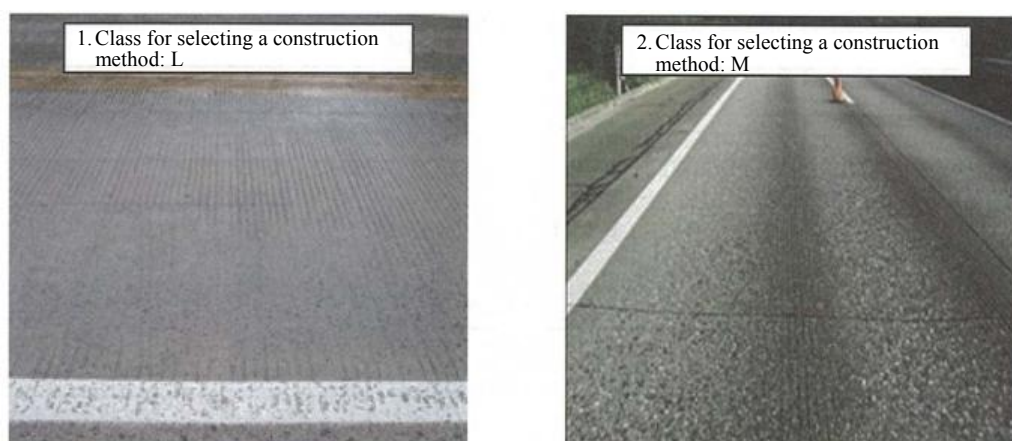 1. Class for selecting a construction
method: L
2. Class for selecting a construction
method: M